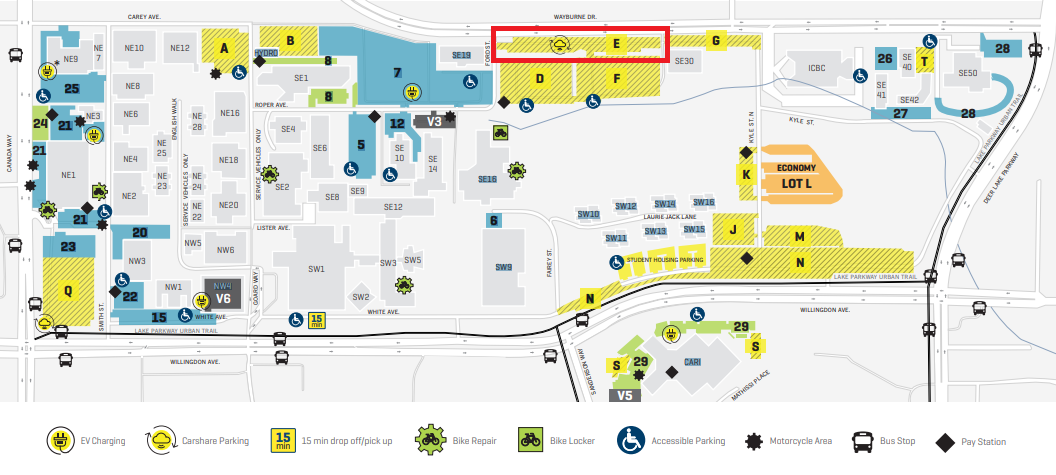 CAREY AVE.
WAYBURNE DR.
NE9
NE 7
NE10
NE12
A
B
HYDRO
8
7
SE19
FORD ST.
E
G
D
F
SE30
ICBC
26
SE 40
T
28
SE50
25
NE8
SE1
8
SE 41
SE42
27
28
24
21
NE3
NE6
ENGLISH WALK
NE 28
NE16
ROPER AVE.
SERVICE VEHICLES ONLY
SE4
SE6
5
12
V3
SE 10
SE 14
KYLE ST. N
KYLE ST.
LAKE PARKWAY URBAN TRAIL
DEER LAKE PARKWAY
CANADA WAY
21
NE1
NE4
NE 25
NE 23
SERVICE VEHICLES ONLY
NE18
NE 24
SE2
SE16
K
ECONOMY
LOT L
NE2
NE 22
NE20
SE8
SE9
SE12
6
SW10
SW12
SW14
SW16
LAURIE JACK LANE
SW11
SW13
SW15
J
M
21
20
LISTER AVE.
23
NW3
NW5
NW6
SW1
SW3
SW5
SW9
FAIREY ST.
STUDENT HOUSING PARKING
N
LAKE PARKWAY URBAN TRAIL
Q
22
NW1
NW4
V6
GOARD WAY
SW2
N
SMITH ST.
15
WHITE AVE.
15 min
WHITE AVE.
WILLINGDON AVE.
LAKE PARKWAY URBAN TRAIL
WILLINGDON AVE.
SANDERSON WAY
29
S
CARI
S
29
V5
MATHISSI PLACE
EV Charging
Carshare Parking
15 min
15 min drop off/pick up
Bike Repair
Bike Locker
Accessible Parking
Motorcycle Area
Bus Stop
Pay Station